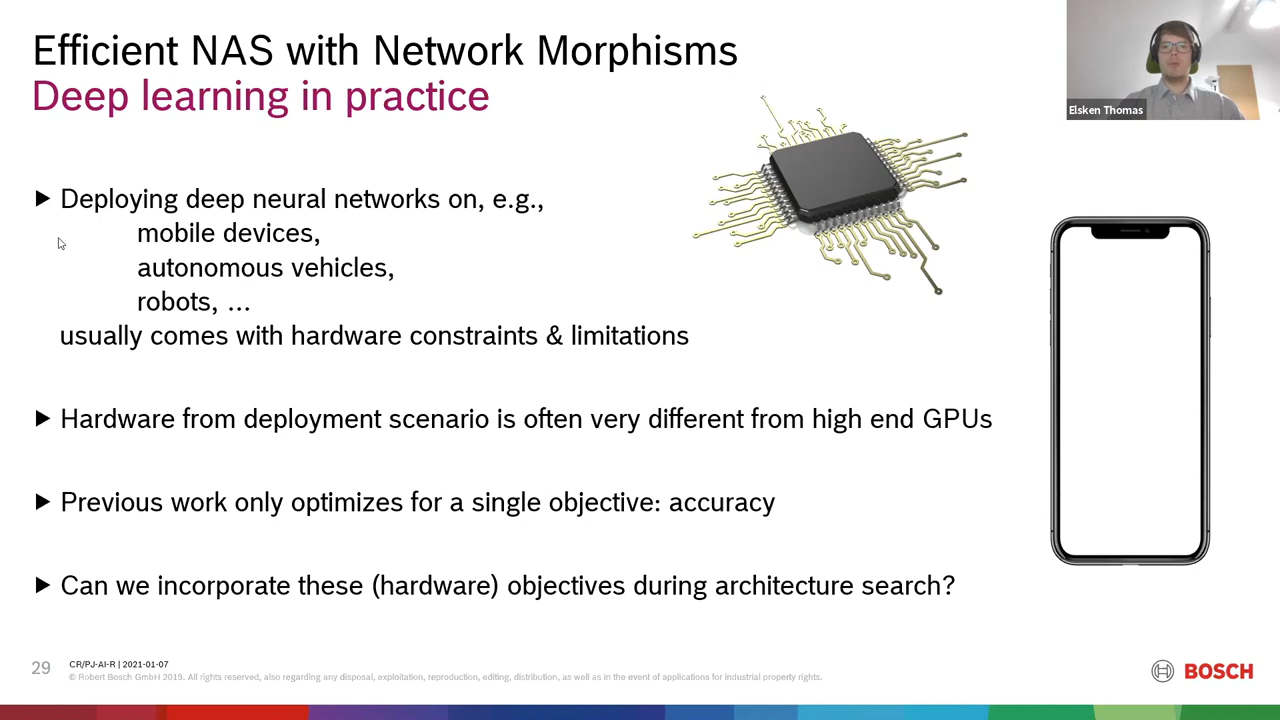 Efficient NAS with Network Morphisms
Deep learning in practice
Elsken Thomas
▶ Deploying deep neural networks on, e.g.,
mobile devices,
autonomous vehicles,
robots, …
usually comes with hardware constraints & limitations
▶ Hardware from deployment scenario is often very different from high end GPUs
▶ Previous work only optimizes for a single objective: accuracy
▶ Can we incorporate these (hardware) objectives during architecture search?
29
CR/PJ-AI-R | 2021-01-07
© Robert Bosch GmbH 2019. All rights reserved, also regarding any disposal, exploitation, reproduction, editing, distribution, as well as in the event of applications for industrial property rights.
BOSCH